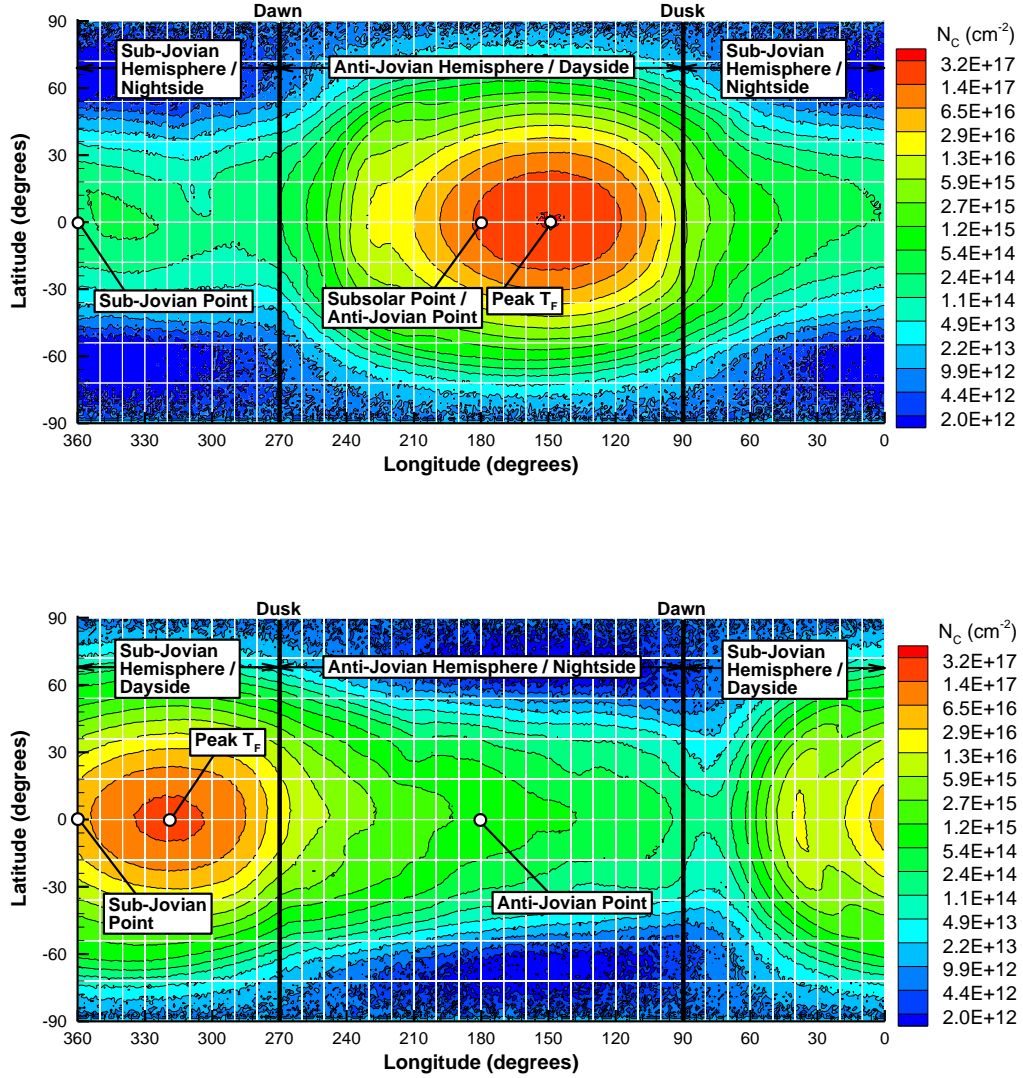 Dawn
Dusk
Sub-Jovian
Hemisphere /
Nightside
Anti-Jovian Hemisphere / Dayside
Sub-Jovian
Hemisphere /
Nightside
Sub-Jovian Point
Subsolar Point /
Anti-Jovian Point
Peak T_F
90
60
30
0
-30
-60
-90
Latitude (degrees)
360
330
300
270
240
210
180
150
120
90
60
30
0
Longitude (degrees)
N_C (cm^-2)
3.2E+17
1.4E+17
6.5E+16
2.9E+16
1.3E+16
5.9E+15
2.7E+15
1.2E+15
5.4E+14
2.4E+14
1.1E+14
4.9E+13
2.2E+13
9.9E+12
4.4E+12
2.0E+12
Dusk
Dawn
Sub-Jovian
Hemisphere /
Dayside
Anti-Jovian Hemisphere / Nightside
Sub-Jovian
Hemisphere /
Dayside
Peak T_F
Sub-Jovian
Point
Anti-Jovian Point
90
60
30
0
-30
-60
-90
Latitude (degrees)
360
330
300
270
240
210
180
150
120
90
60
30
0
Longitude (degrees)
N_C (cm^-2)
3.2E+17
1.4E+17
6.5E+16
2.9E+16
1.3E+16
5.9E+15
2.7E+15
1.2E+15
5.4E+14
2.4E+14
1.1E+14
4.9E+13
2.2E+13
9.9E+12
4.4E+12
2.0E+12